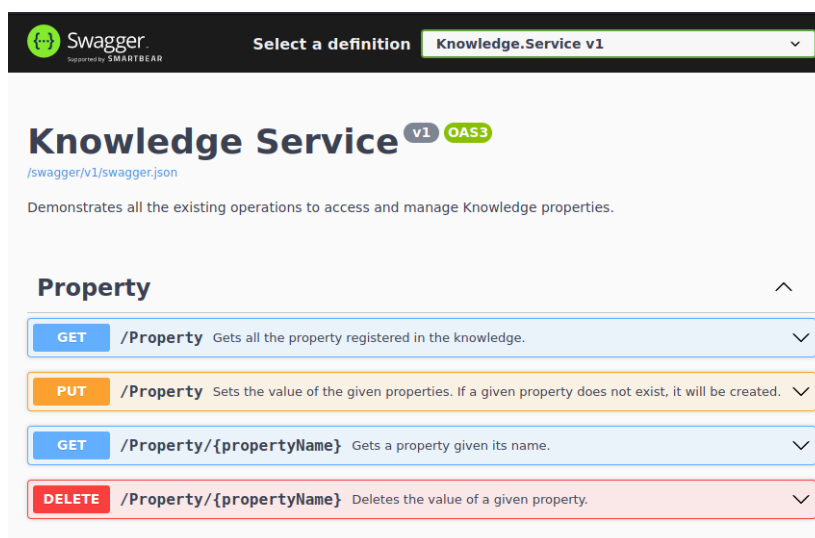 {···} Swagger.
Supported by SMARTBEAR
Select a definition Knowledge.Service v1
Knowledge Service v1 OAS3
/swagger/v1/swagger.json
Demonstrates all the existing operations to access and manage Knowledge properties.
Property
GET /Property Gets all the property registered in the knowledge.
PUT /Property Sets the value of the given properties. If a given property does not exist, it will be created.
GET /Property/{propertyName} Gets a property given its name.
DELETE /Property/{propertyName} Deletes the value of a given property.